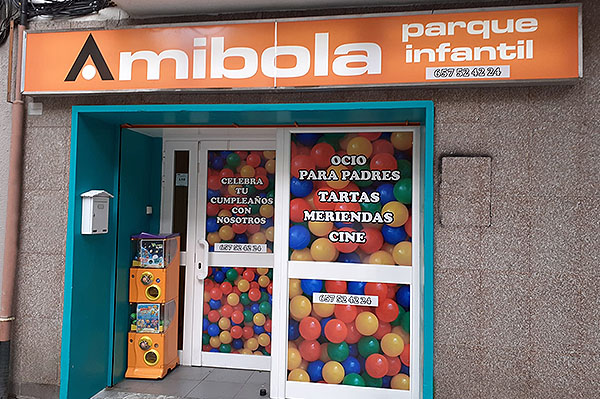 Amibola
parque
infantil
657 52 42 24
CELEBRA
TU
CUMPLEAÑOS
CON
NOSOTROS
657 52 42 24
OCIO
PARA PADRES
TARTAS
MERIENDAS
CINE
657 52 42 24